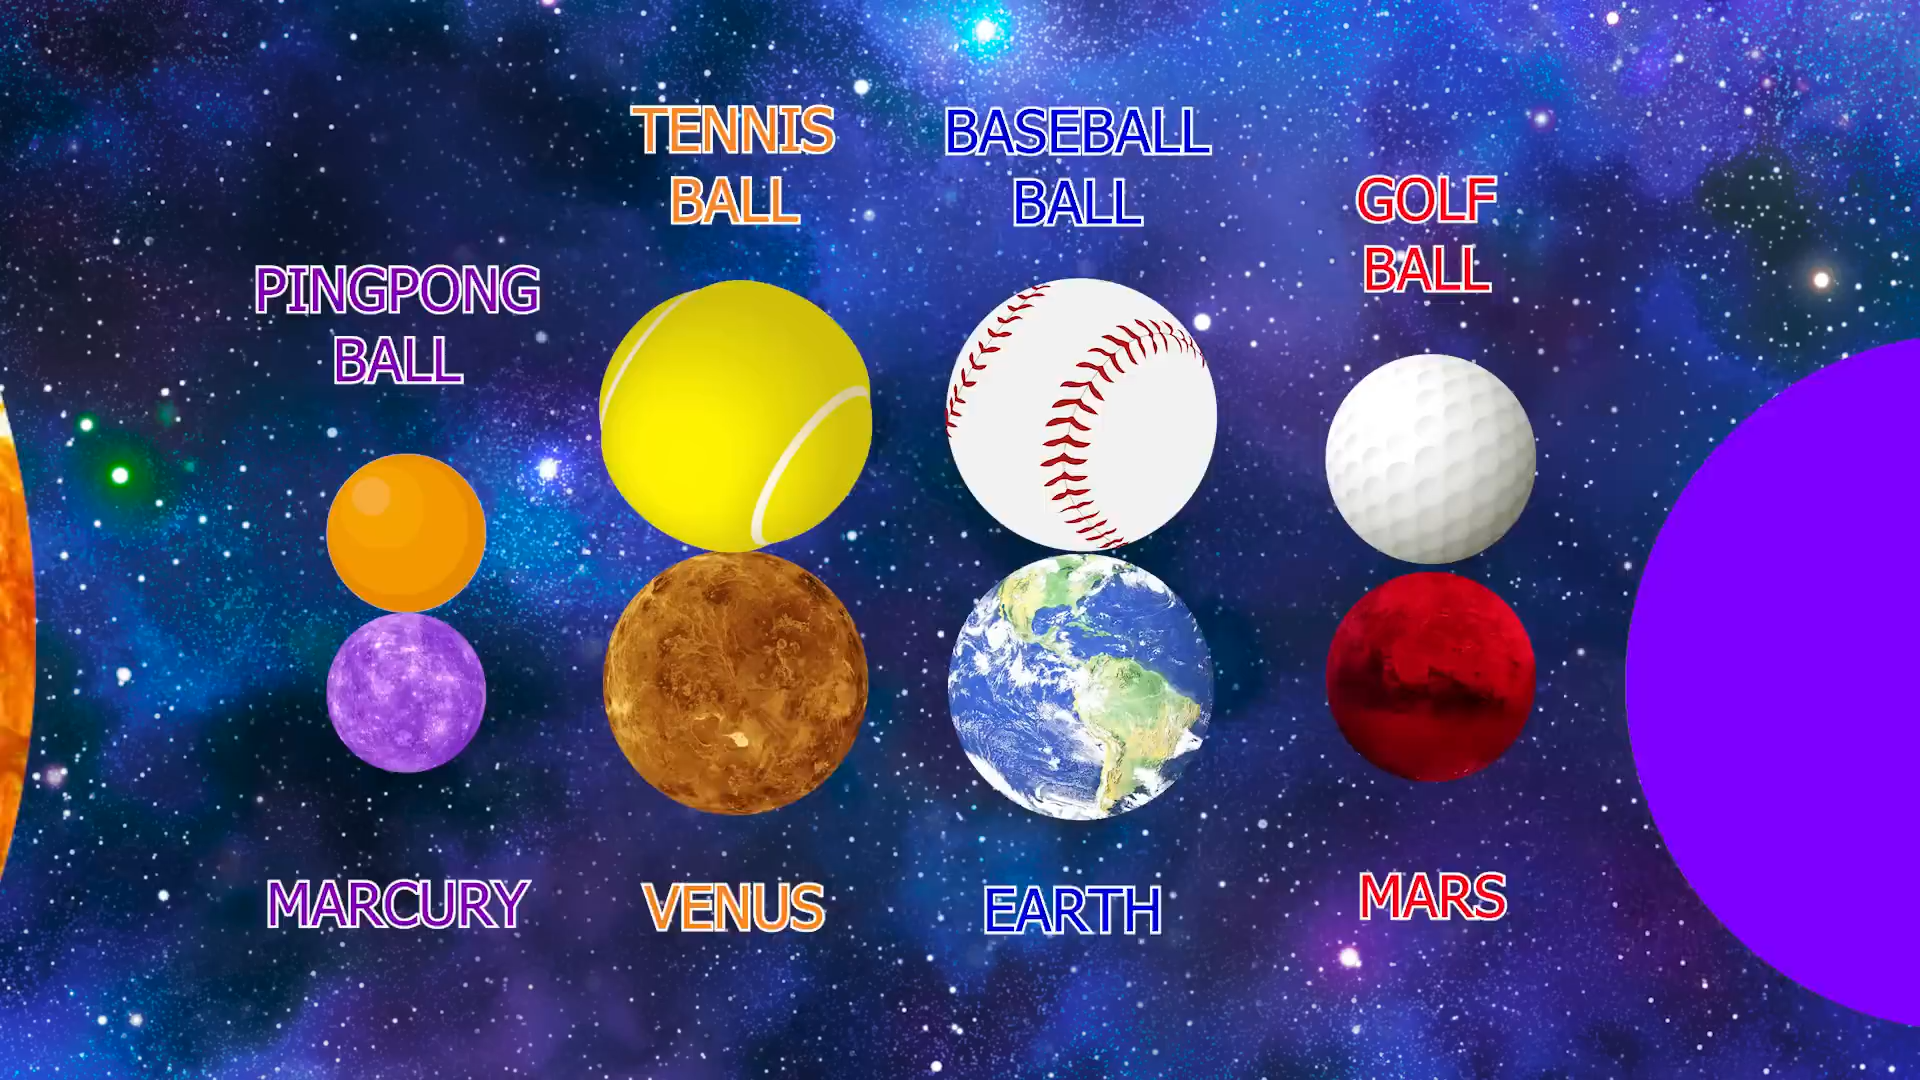 TENNIS
BALL
BASEBALL
BALL
GOLF
BALL
PINGPONG
BALL
MARCURY
VENUS
EARTH
MARS